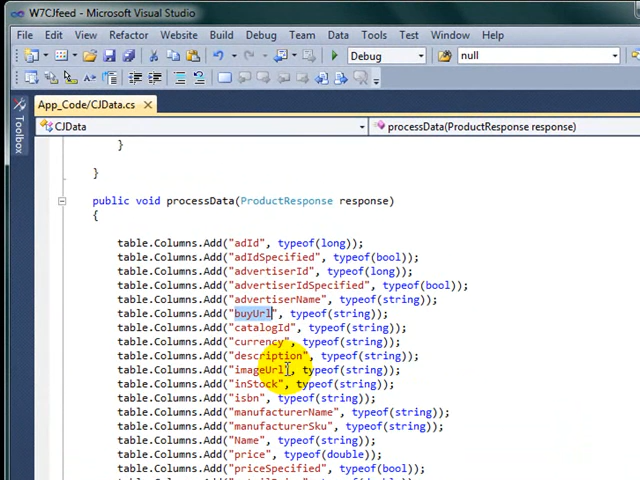 W7CJfeed - Microsoft Visual Studio
File Edit View Refactor Website Build Debug Team Data Tools Test Window Help
Debug null
App_Code/CJData.cs
Toolbox
CJData processData(ProductResponse response)
}
}
public void processData(ProductResponse response)
{
table.Columns.Add("adId", typeof(long));
table.Columns.Add("adIdSpecified", typeof(bool));
table.Columns.Add("advertiserId", typeof(long));
table.Columns.Add("advertiserIdSpecified", typeof(bool));
table.Columns.Add("advertiserName", typeof(string));
table.Columns.Add("buyUrl", typeof(string));
table.Columns.Add("catalogId", typeof(string));
table.Columns.Add("currency", typeof(string));
table.Columns.Add("description", typeof(string));
table.Columns.Add("imageUrl", typeof(string));
table.Columns.Add("inStock", typeof(string));
table.Columns.Add("isbn", typeof(string));
table.Columns.Add("manufacturerName", typeof(string));
table.Columns.Add("manufacturerSku", typeof(string));
table.Columns.Add("Name", typeof(string));
table.Columns.Add("price", typeof(double));
table.Columns.Add("priceSpecified", typeof(bool));